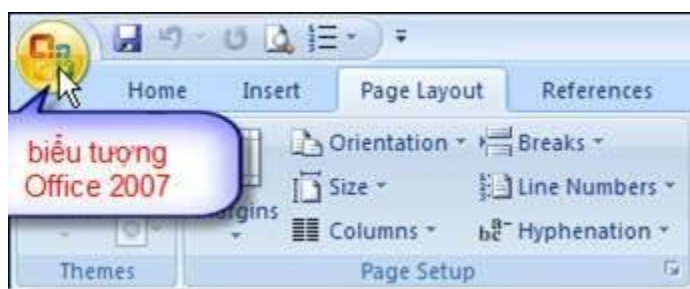 Home Insert Page Layout References
biểu tượng
Office 2007
Orientation Breaks
Size Line Numbers
Columns Hyphenation
Themes Page Setup